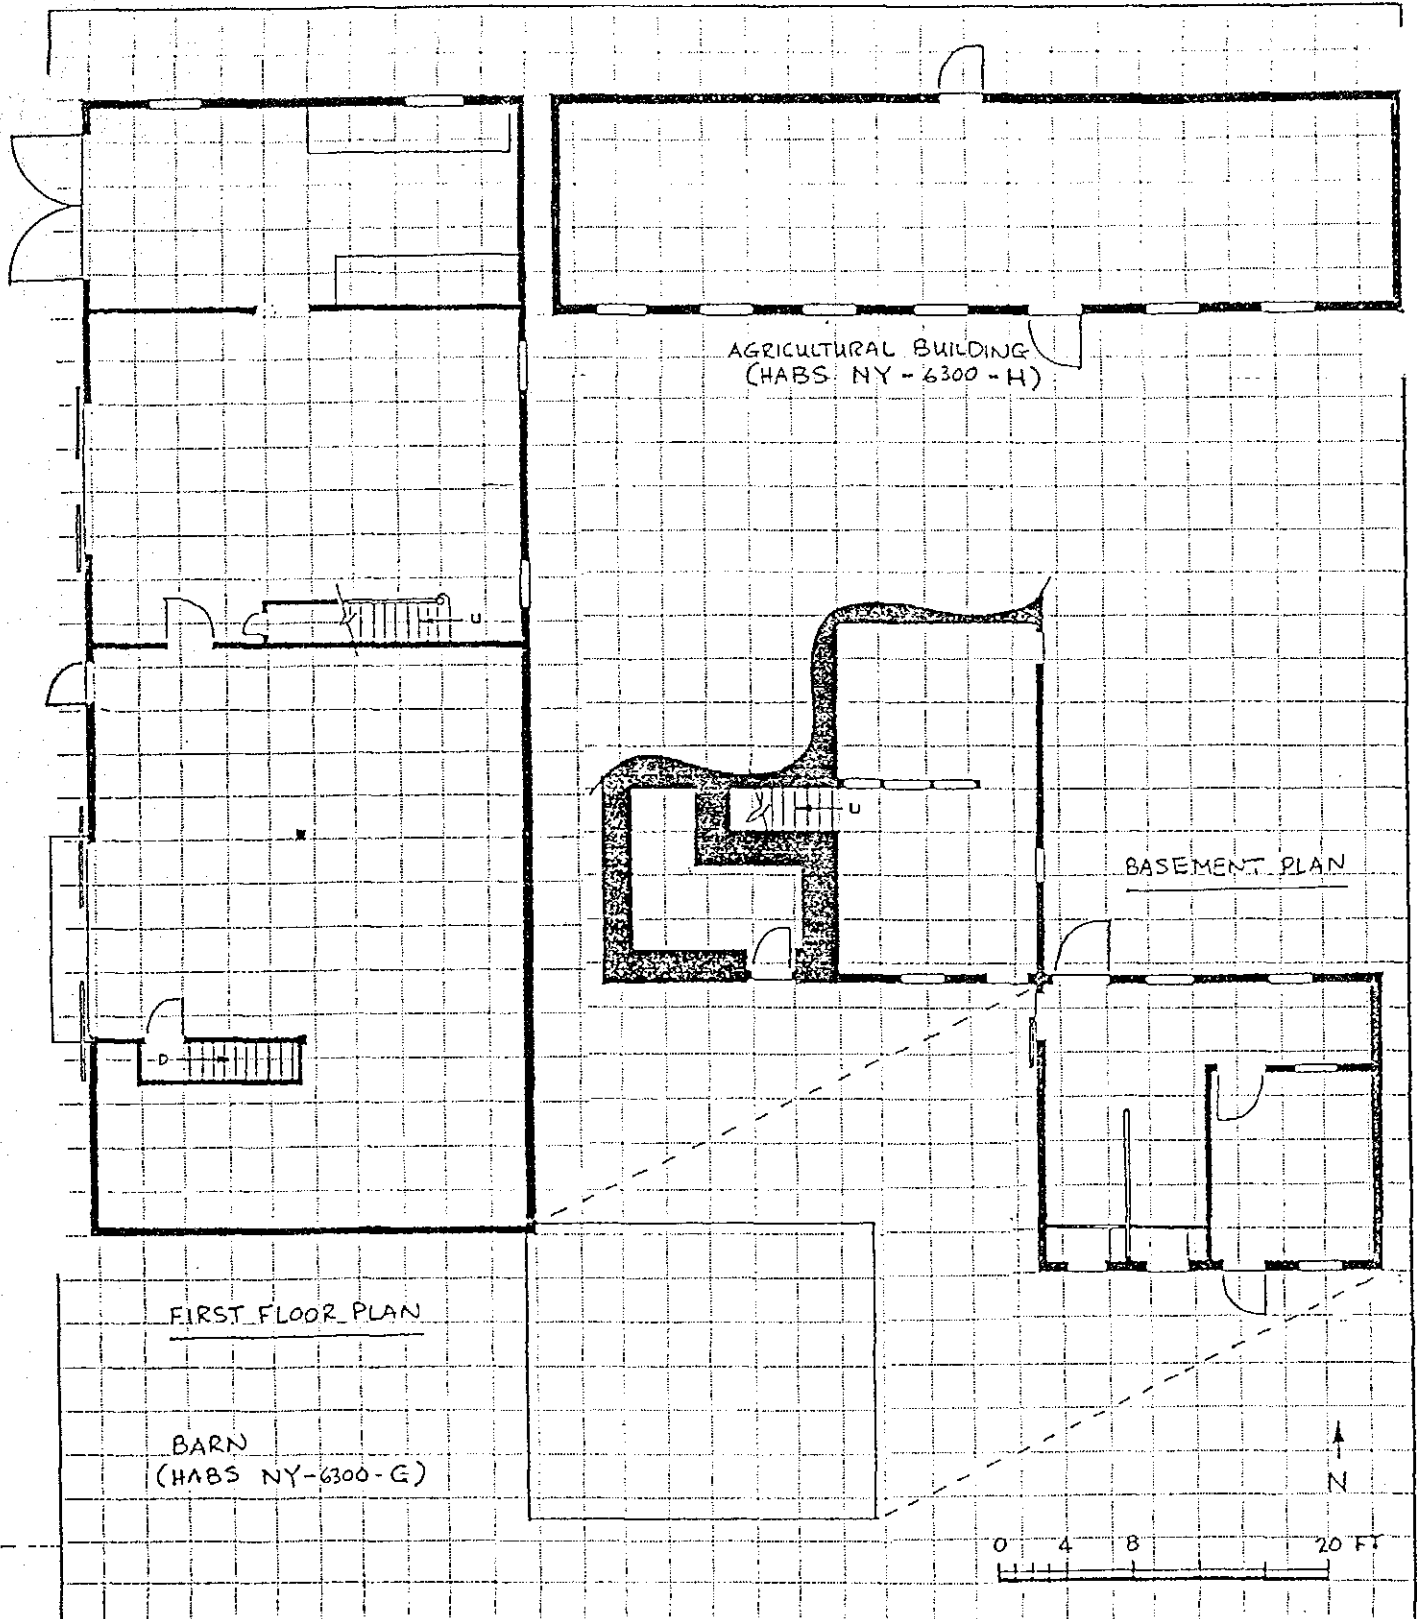 AGRICULTURAL BUILDING
(HABS NY-6300-H)
U
U
BASEMENT PLAN
D
FIRST FLOOR PLAN
BARN
(HABS NY-6300-G)
N
0 4 8 20 FT